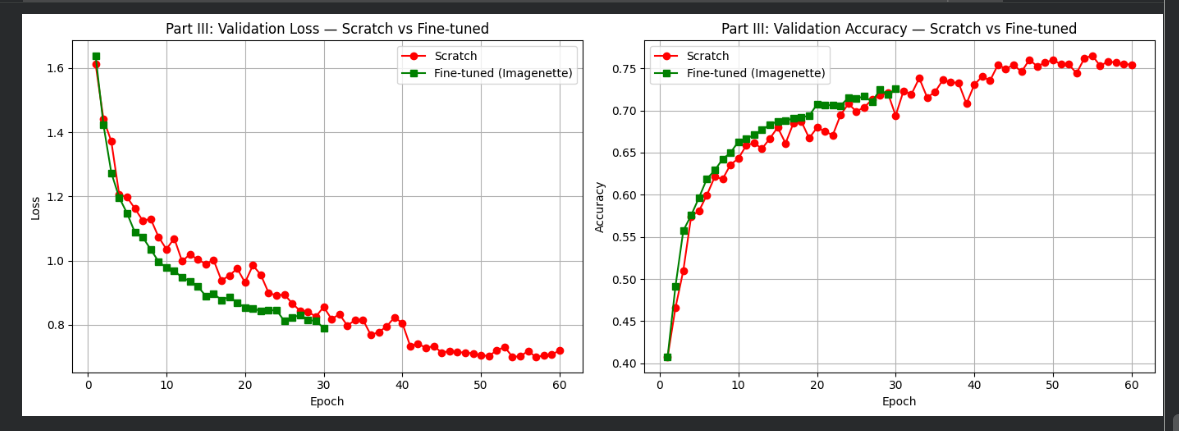 Part III: Validation Loss — Scratch vs Fine-tuned
Scratch
Fine-tuned (Imagenette)
1.6
1.4
1.2
1.0
0.8
Loss
0
10
20
30
40
50
60
Epoch
Part III: Validation Accuracy — Scratch vs Fine-tuned
Scratch
Fine-tuned (Imagenette)
0.75
0.70
0.65
0.60
0.55
0.50
0.45
0.40
Accuracy
0
10
20
30
40
50
60
Epoch